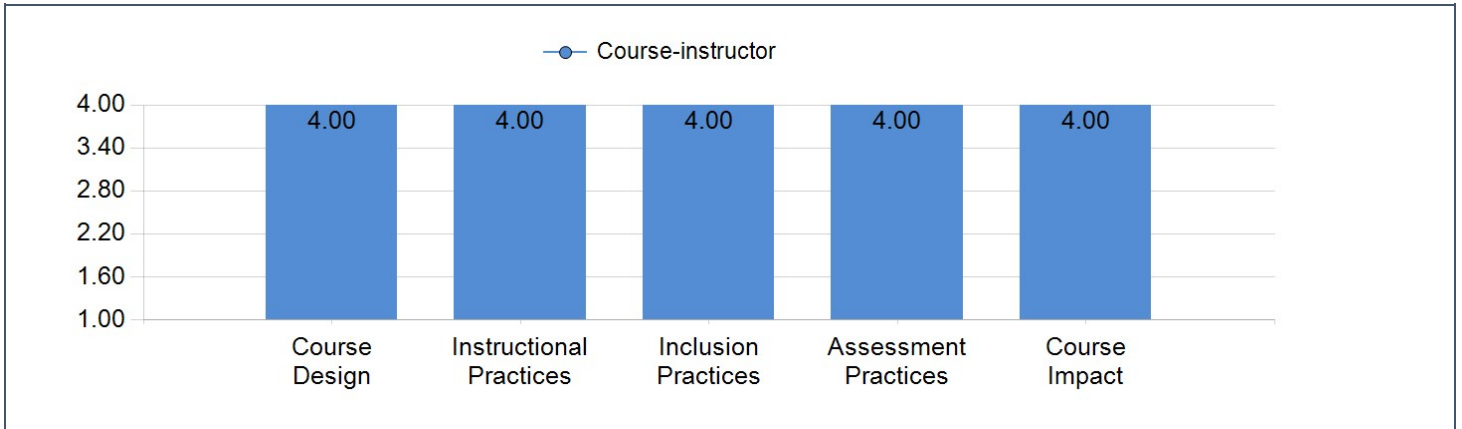 Course-instructor
4.00
3.40
2.80
2.20
1.60
1.00
4.00 4.00 4.00 4.00 4.00
Course Instructional Inclusion Assessment Course
Design Practices Practices Practices Impact